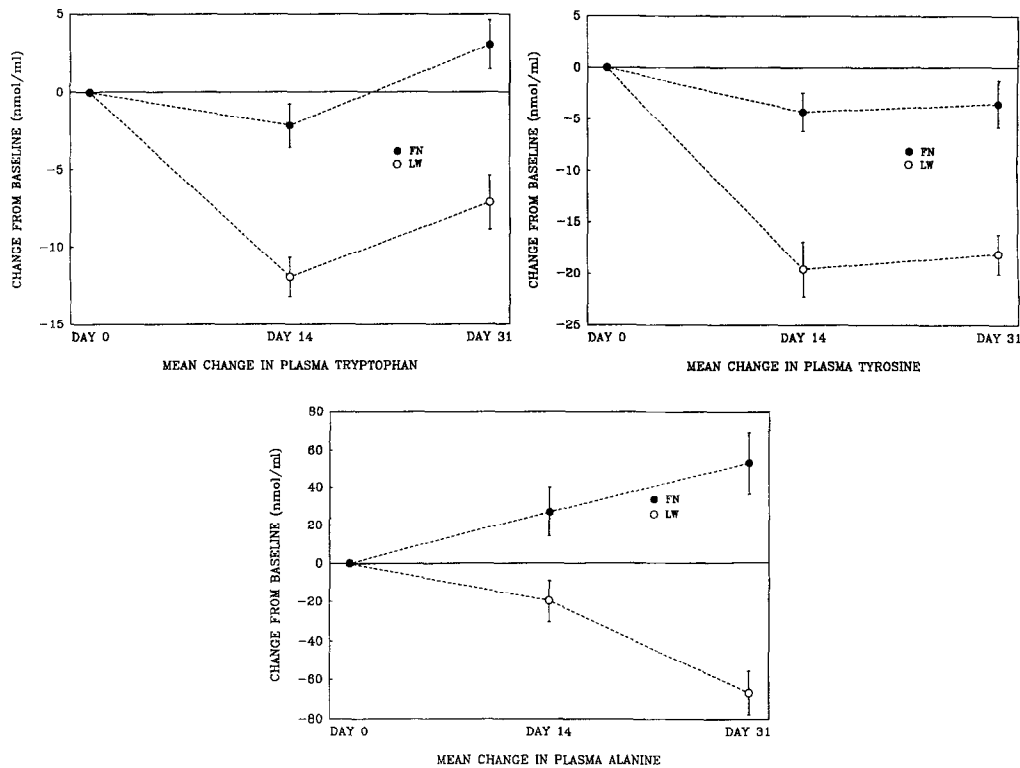 CHANGE FROM BASELINE (nmol/ml)
5
0
−5
−10
−15
FN
LW
DAY 0
DAY 14
DAY 31
MEAN CHANGE IN PLASMA TRYPTOPHAN
CHANGE FROM BASELINE (nmol/ml)
5
0
−5
−10
−15
−20
−25
FN
LW
DAY 0
DAY 14
DAY 31
MEAN CHANGE IN PLASMA TYROSINE
CHANGE FROM BASELINE (nmol/ml)
80
60
40
20
0
−20
−40
−60
−80
FN
LW
DAY 0
DAY 14
DAY 31
MEAN CHANGE IN PLASMA ALANINE